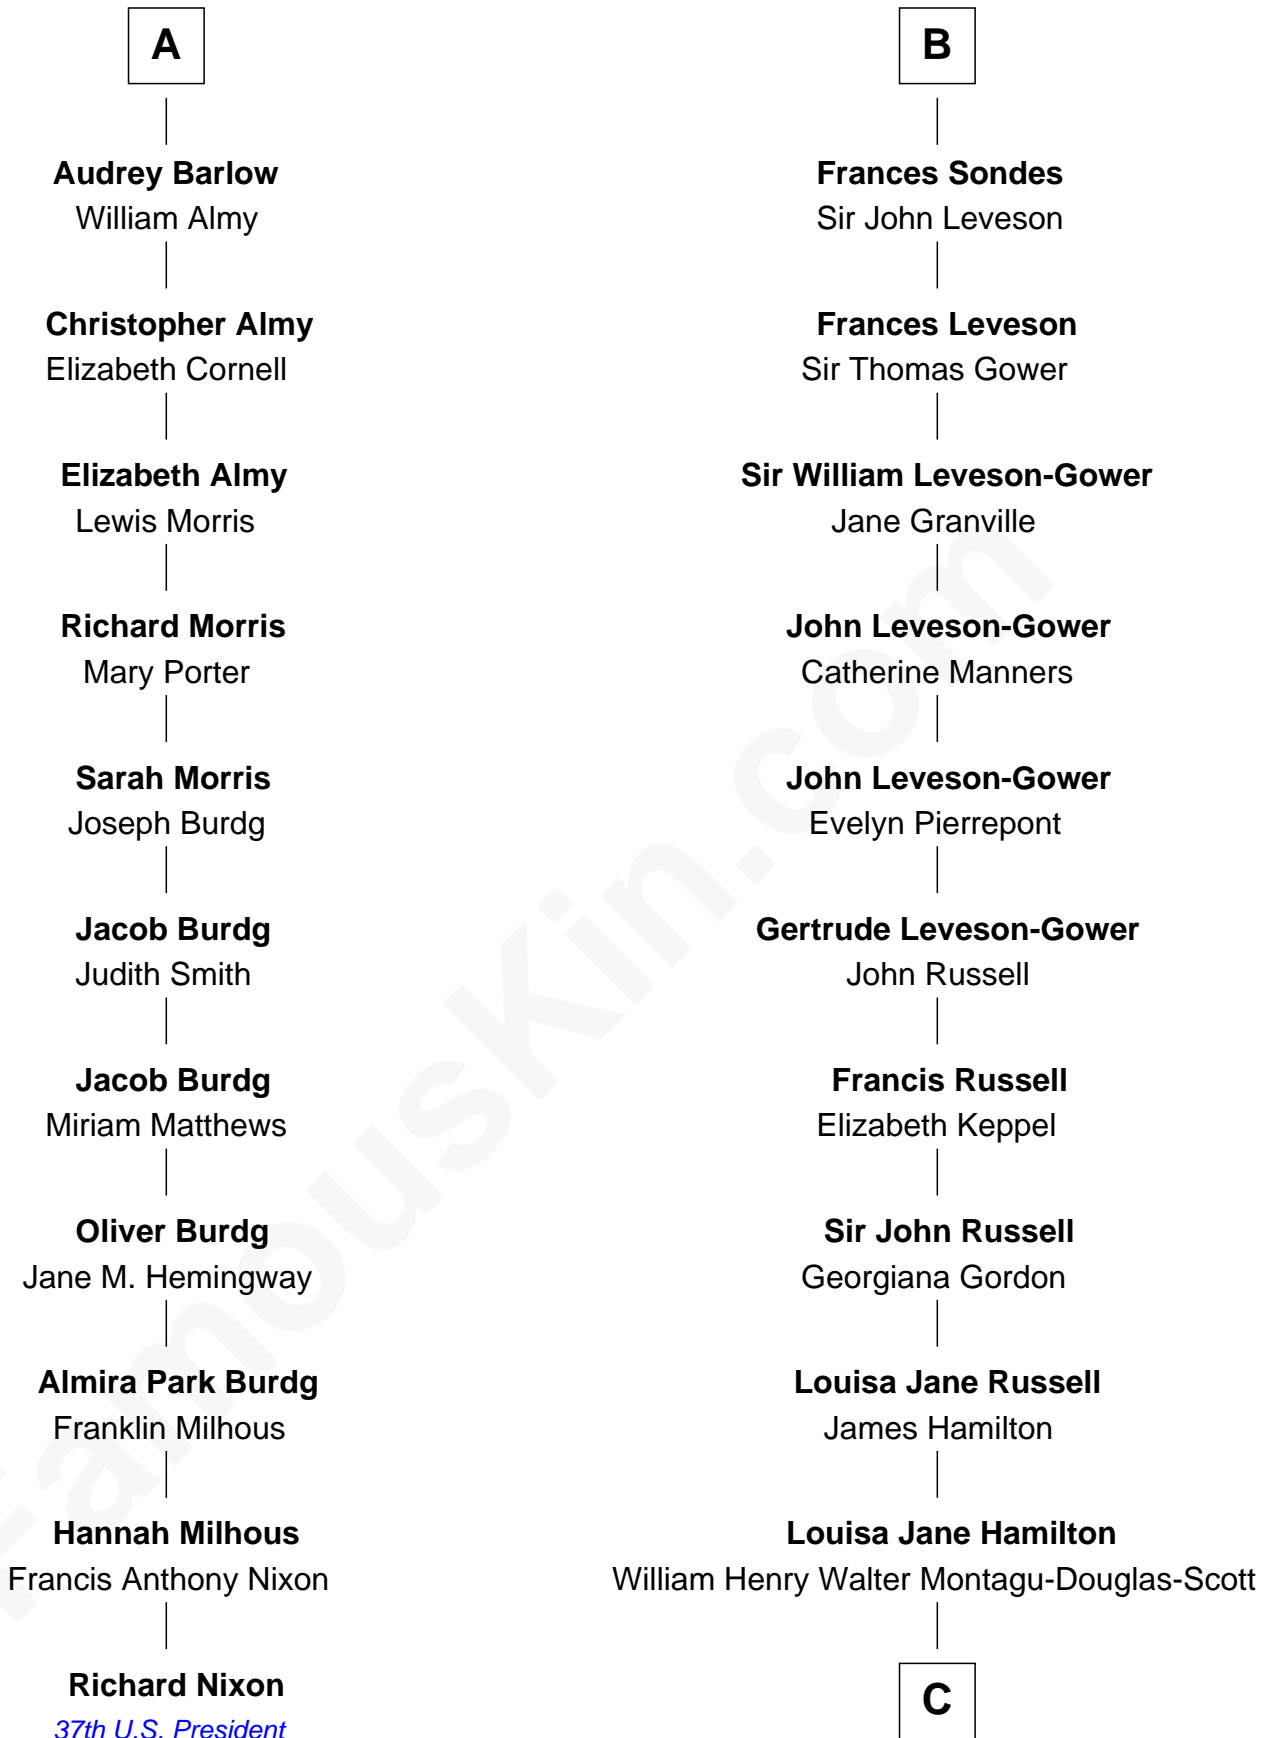 A
Audrey Barlow
William Almy
Christopher Almy
Elizabeth Cornell
Elizabeth Almy
Lewis Morris
Richard Morris
Mary Porter
Sarah Morris
Joseph Burdg
Jacob Burdg
Judith Smith
Jacob Burdg
Miriam Matthews
Oliver Burdg
Jane M. Hemingway
Almira Park Burdg
Franklin Milhous
Hannah Milhous
Francis Anthony Nixon
Richard Nixon
37th U.S. President
B
Frances Sondes
Sir John Leveson
Frances Leveson
Sir Thomas Gower
Sir William Leveson-Gower
Jane Granville
John Leveson-Gower
Catherine Manners
John Leveson-Gower
Evelyn Pierrepont
Gertrude Leveson-Gower
John Russell
Francis Russell
Elizabeth Keppel
Sir John Russell
Georgiana Gordon
Louisa Jane Russell
James Hamilton
Louisa Jane Hamilton
William Henry Walter Montagu-Douglas-Scott
C
FamousKin.com